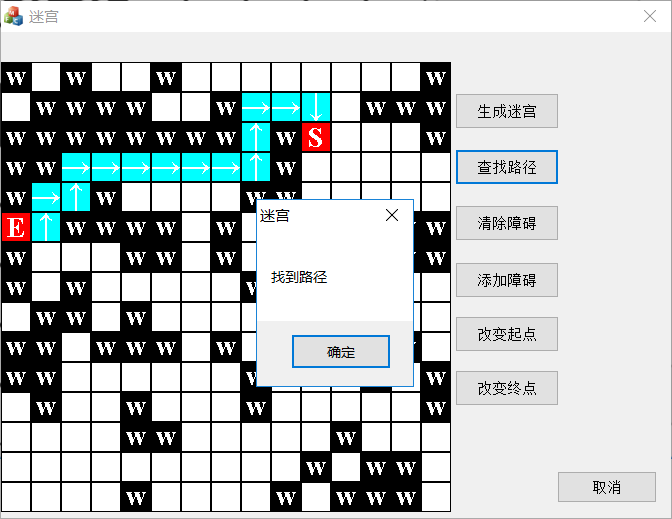 迷宫
W W W W
W W W W W → → ↓ W W W
生成迷宫
W W W W W W W W ↑ W S W
W W → → → → → → ↑ W
查找路径
W → ↑ W W W
E ↑ W W W W W W
清除障碍
迷宫
W W W W W
W W W
找到路径
添加障碍
W W W
改变起点
W W W W W W
确定
W W W W
改变终点
W W W W
W W W
W W W
取消
W W W W W